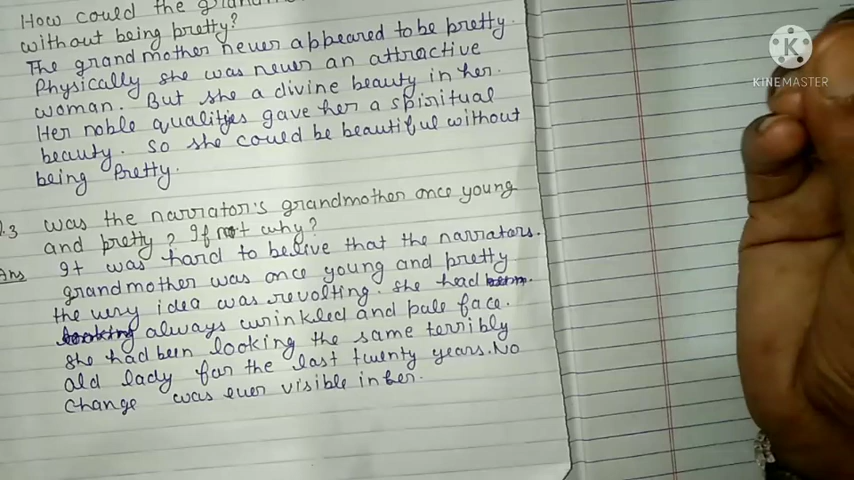 How could the
without being pretty?
The grandmother never appeared to be pretty.
Physically she was never an attractive
woman. But she a divine beauty in her.
Her noble qualities gave her a spiritual
beauty. So she could be beautiful without
being Pretty.
.3 was the narrator's grandmother once young
and pretty? If not why?
Ans It was hard to belive that the narrators.
grandmother was once young and pretty
the very idea was revolting. She had
always wrinkled and pale face.
She had been looking the same terribly
old lady for the last twenty years. No
change was ever visible in her.
KINEMASTER